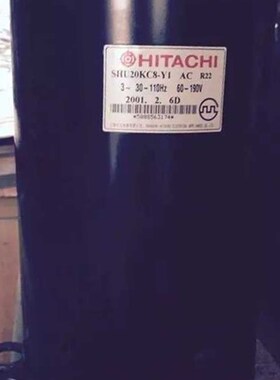 HITACHI
SHU20KC8-Y1 AC R22
3~ 30-110Hz 60-190V
2001. 2. 6D